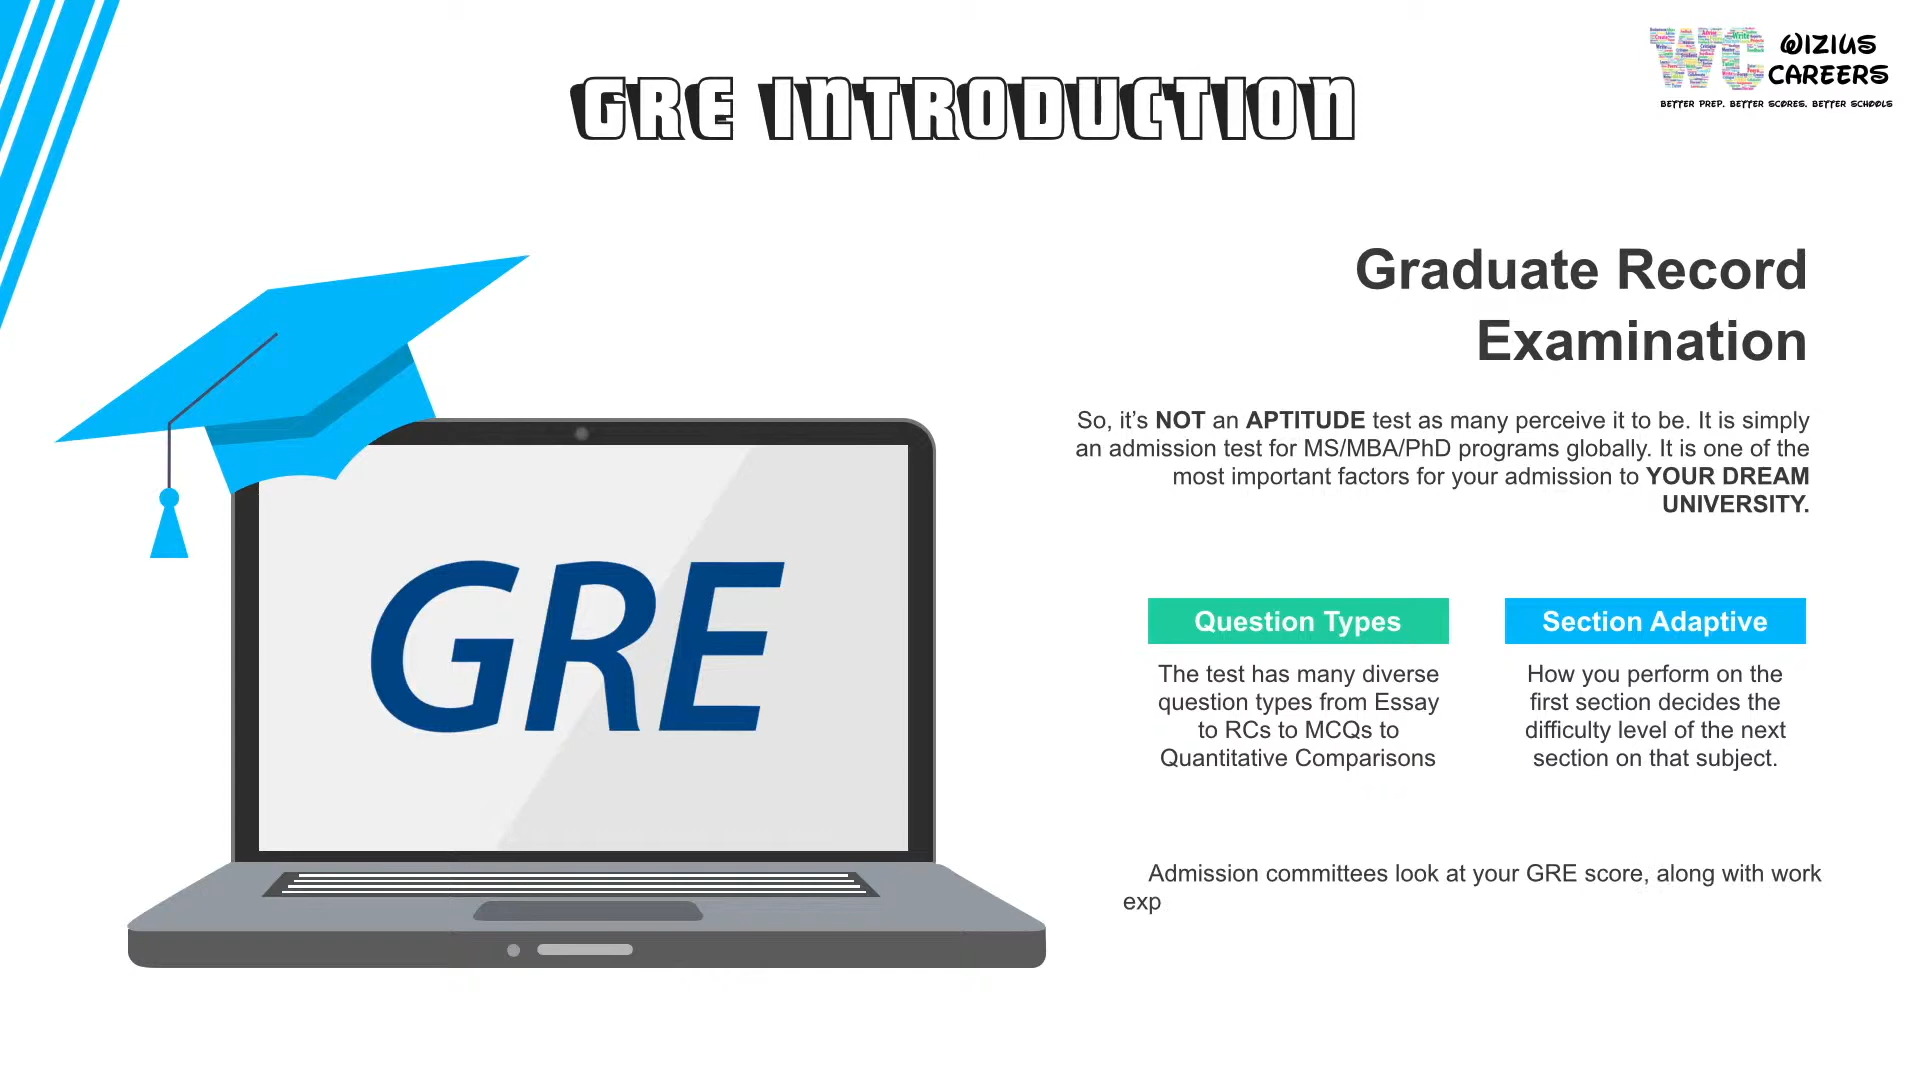 GRE INTRODUCTION
WIZIUS
CAREERS
BETTER PREP. BETTER SCORES. BETTER SCHOOLS
Graduate Record
Examination
So, it’s NOT an APTITUDE test as many perceive it to be. It is simply
an admission test for MS/MBA/PhD programs globally. It is one of the
most important factors for your admission to YOUR DREAM
UNIVERSITY.
GRE
Question Types
The test has many diverse
question types from Essay
to RCs to MCQs to
Quantitative Comparisons
Section Adaptive
How you perform on the
first section decides the
difficulty level of the next
section on that subject.
Admission committees look at your GRE score, along with work
exp